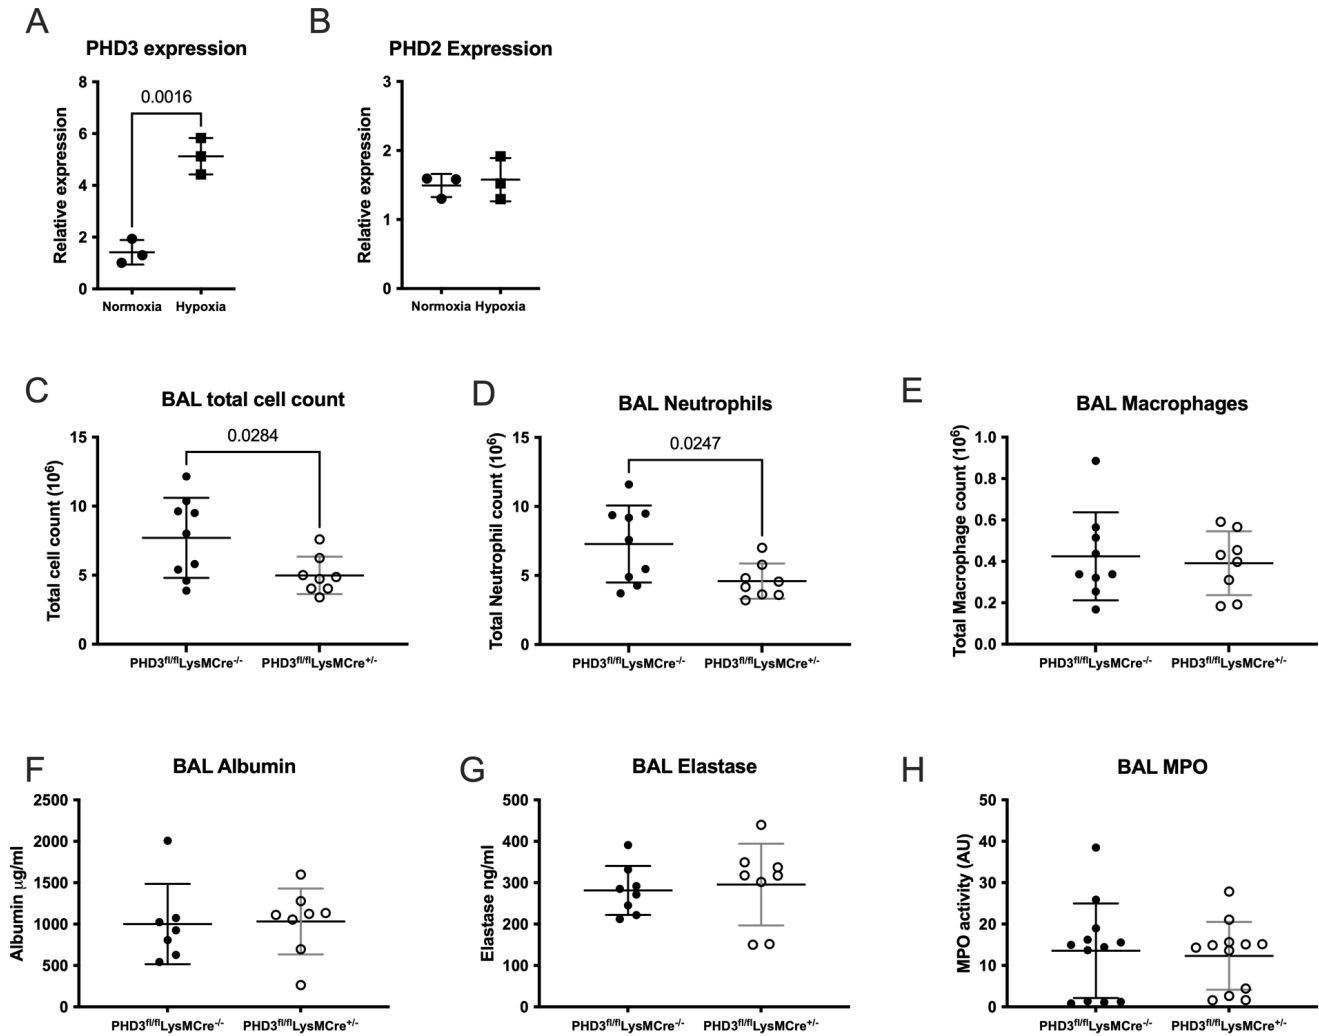 A
PHD3 expression
Relative expression
8
6
4
2
0
0.0016
Normoxia
Hypoxia
B
PHD2 Expression
Relative expression
3
2
1
0
Normoxia
Hypoxia
C
BAL total cell count
Total cell count (10⁶)
15
10
5
0
0.0284
PHD3fl/flLysMCre-/-
PHD3fl/flLysMCre+/-
D
BAL Neutrophils
Total Neutrophil count (10⁶)
15
10
5
0
0.0247
PHD3fl/flLysMCre-/-
PHD3fl/flLysMCre+/-
E
BAL Macrophages
Total Macrophage count (10⁶)
1.0
0.8
0.6
0.4
0.2
0.0
PHD3fl/flLysMCre-/-
PHD3fl/flLysMCre+/-
F
BAL Albumin
Albumin μg/ml
2500
2000
1500
1000
500
0
PHD3fl/flLysMCre-/-
PHD3fl/flLysMCre+/-
G
BAL Elastase
Elastase ng/ml
500
400
300
200
100
0
PHD3fl/flLysMCre-/-
PHD3fl/flLysMCre+/-
H
BAL MPO
MPO activity (AU)
50
40
30
20
10
0
PHD3fl/flLysMCre-/-
PHD3fl/flLysMCre+/-